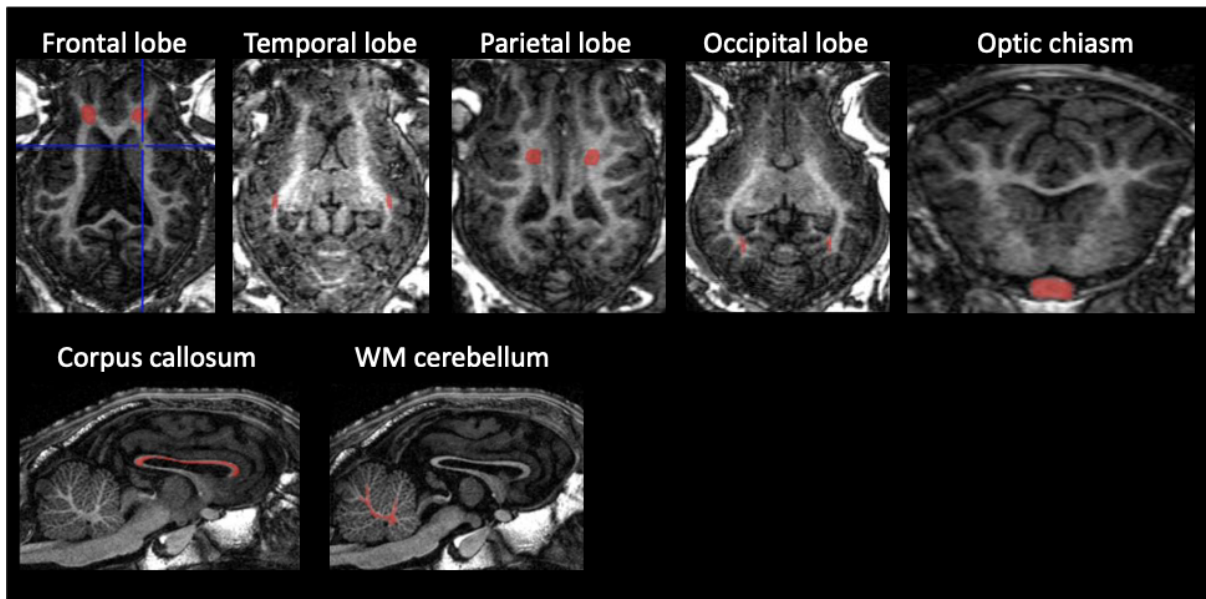 Frontal lobe
Temporal lobe
Parietal lobe
Occipital lobe
Optic chiasm
Corpus callosum
WM cerebellum